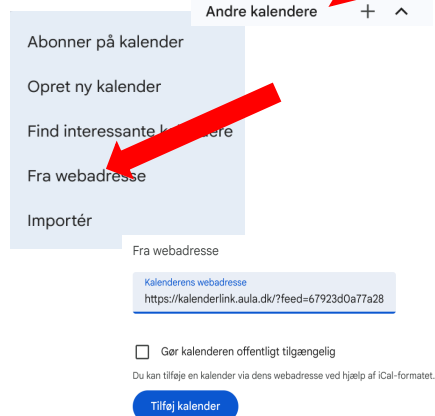 Andre kalendere
Abonner på kalender
Opret ny kalender
Find interessante kalendere
Fra webadresse
Importér
Fra webadresse
Kalenderens webadresse
https://kalenderlink.aula.dk/?feed=67923d0a77a28
Gør kalenderen offentligt tilgængelig
Du kan tilføje en kalender via dens webadresse ved hjælp af iCal-formatet.
Tilføj kalender